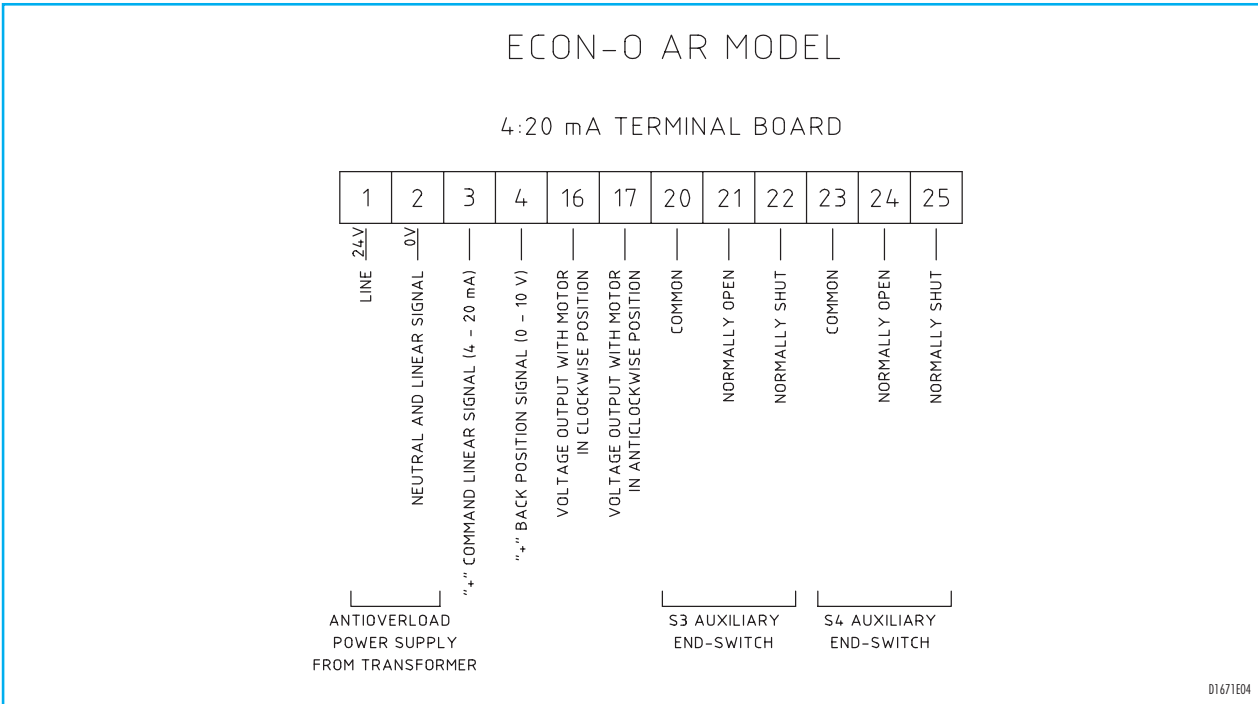 ECON-O AR MODEL
4:20 mA TERMINAL BOARD
1 2 3 4 16 17 20 21 22 23 24 25
LINE 24V
0V
NEUTRAL AND LINEAR SIGNAL
"+" COMMAND LINEAR SIGNAL (4 - 20 mA)
"+" BACK POSITION SIGNAL (0 - 10 V)
VOLTAGE OUTPUT WITH MOTOR
IN CLOCKWISE POSITION
VOLTAGE OUTPUT WITH MOTOR
IN ANTICLOCKWISE POSITION
COMMON
NORMALLY OPEN
NORMALLY SHUT
COMMON
NORMALLY OPEN
NORMALLY SHUT
ANTIOVERLOAD
POWER SUPPLY
FROM TRANSFORMER
S3 AUXILIARY
END-SWITCH
S4 AUXILIARY
END-SWITCH
D1671E04